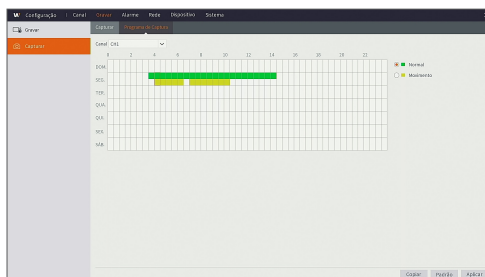 W Configuração Canal Gravar Alarme Rede Dispositivo Sistema
Gravar
Capturar
Capturar Programa de Captura
Canal CH1
0 2 4 6 8 10 12 14 16 18 20 22
DOM.
SEG.
TER.
QUA.
QUI.
SEX.
SÁB.
Normal
Movimento
Copiar Padrão Aplicar